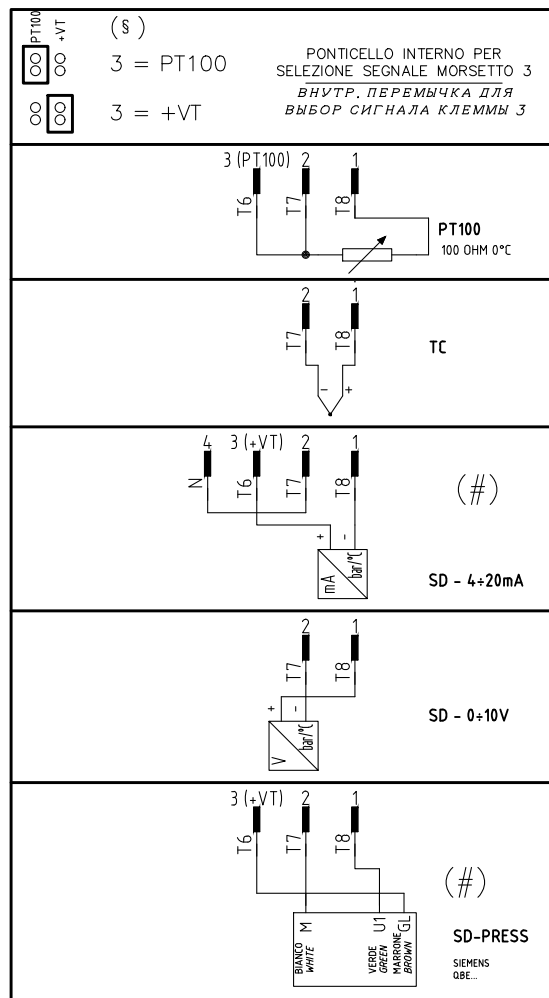 PT100
+VT
(§)
3 = PT100
3 = +VT
PONTICELLO INTERNO PER
SELEZIONE SEGNALE MORSETTO 3
ВНУТР. ПЕРЕМЫЧКА ДЛЯ
ВЫБОР СИГНАЛА КЛЕММЫ 3
3 (PT100) 2 1
T6 T7 T8
PT100
100 OHM 0°C
2 1
T7 T8
TC
- +
4 3 (+VT) 2 1
N T6 T7 T8
(#)
+ -
mA bar/°C
SD - 4÷20mA
2 1
T7 T8
+ -
V bar/°C
SD - 0÷10V
3 (+VT) 2 1
T6 T7 T8
(#)
M U1 GL
BIANCO
WHITE
VERDE
GREEN
MARRONE
BROWN
SD-PRESS
SIEMENS
QBE...